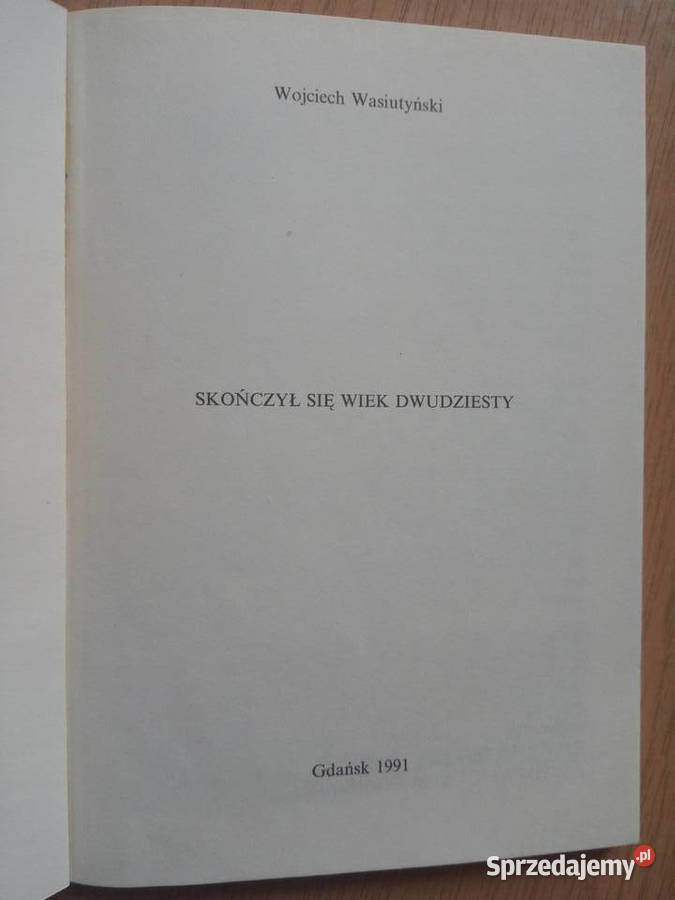 Wojciech Wasiutyński
SKOŃCZYŁ SIĘ WIEK DWUDZIESTY
Gdańsk 1991
Sprzedajemy.pl